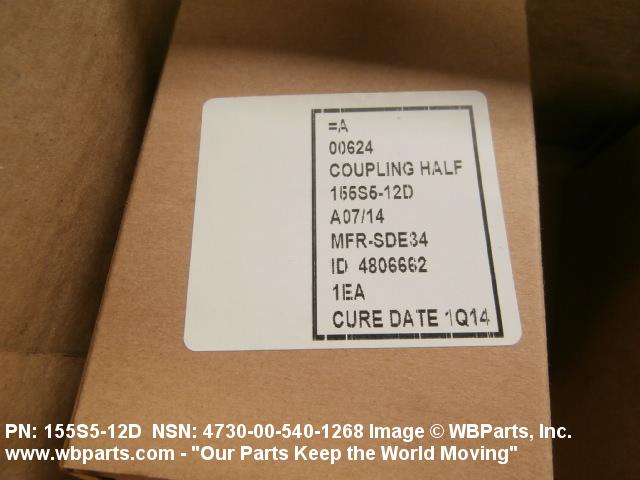 =A
00624
COUPLING HALF
155S5-12D
A07/14
MFR-SDE34
ID 4806662
1EA
CURE DATE 1Q14
PN: 155S5-12D NSN: 4730-00-540-1268 Image © WBParts, Inc.
www.wbparts.com - "Our Parts Keep the World Moving"